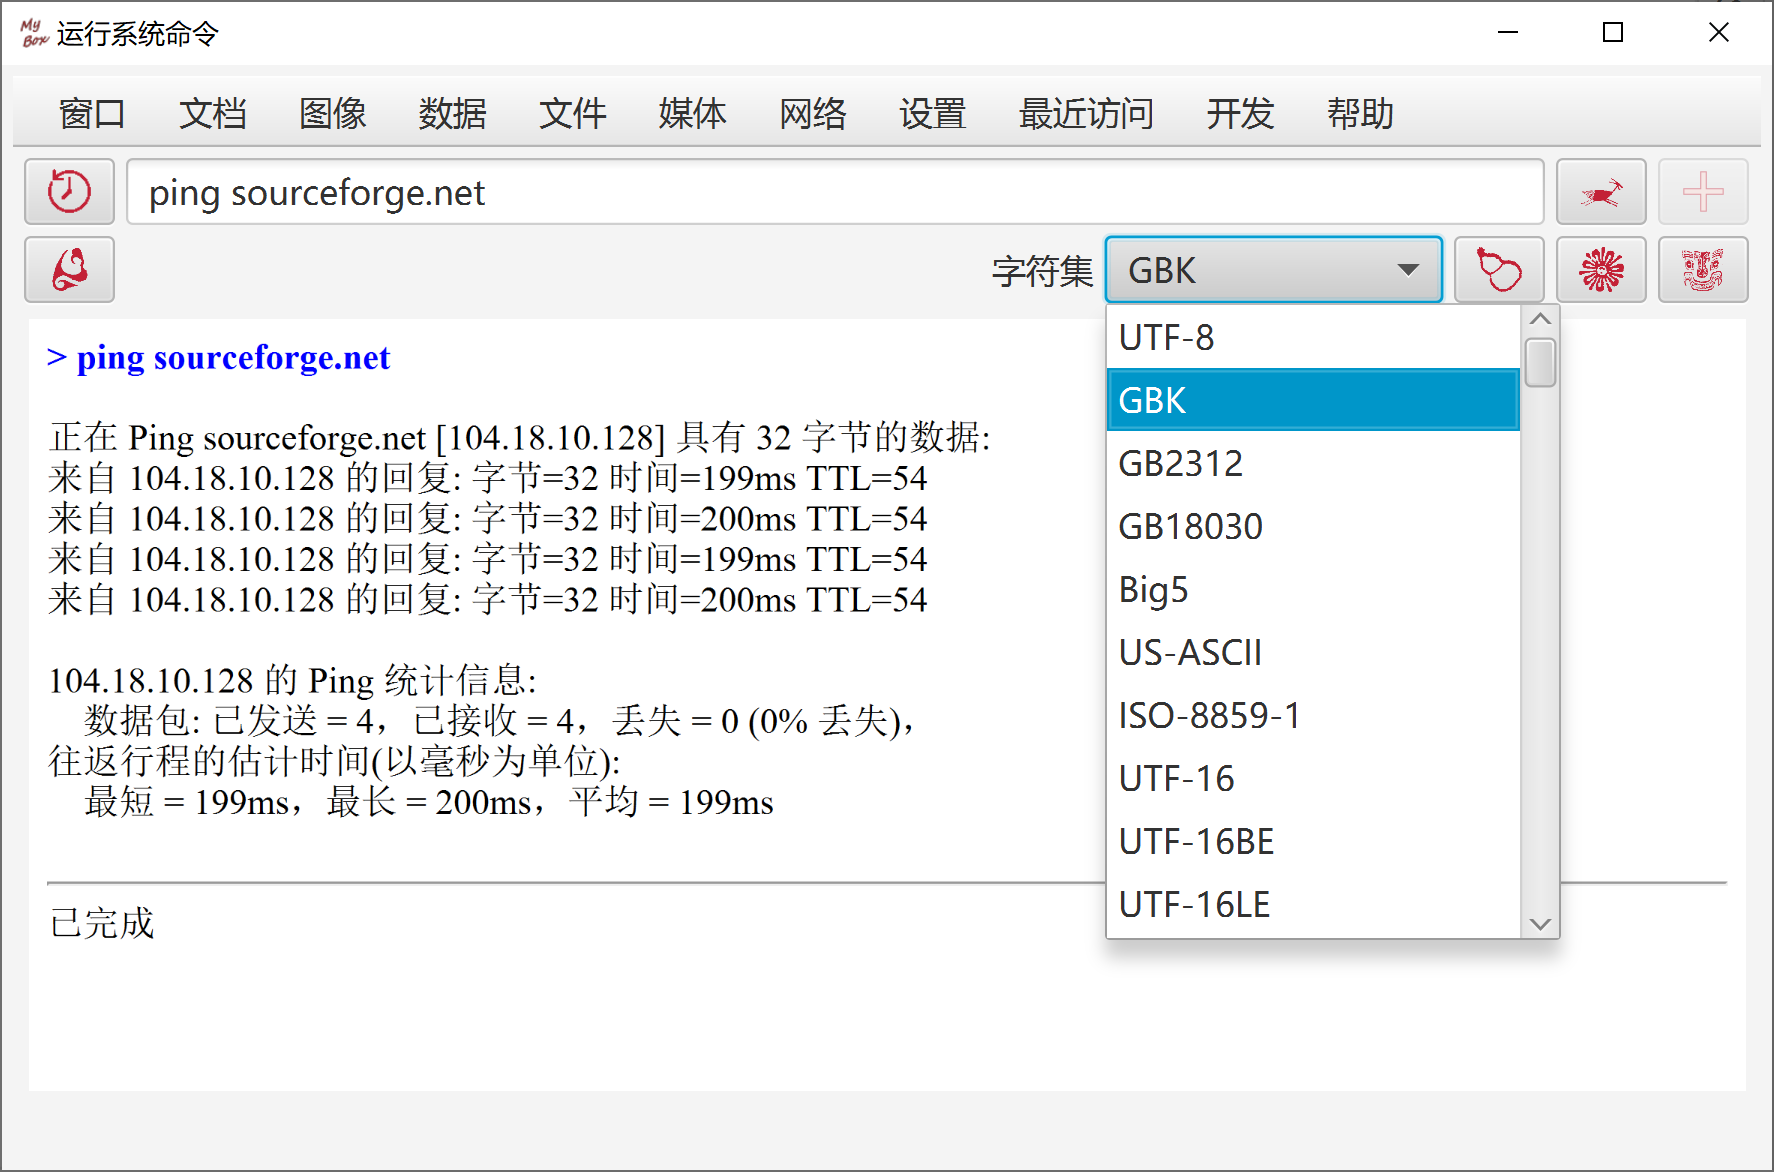 My Box 运行系统命令
窗口 文档 图像 数据 文件 媒体 网络 设置 最近访问 开发 帮助
ping sourceforge.net
字符集 GBK
UTF-8
GBK
GB2312
GB18030
Big5
US-ASCII
ISO-8859-1
UTF-16
UTF-16BE
UTF-16LE
> ping sourceforge.net
正在 Ping sourceforge.net [104.18.10.128] 具有 32 字节的数据:
来自 104.18.10.128 的回复: 字节=32 时间=199ms TTL=54
来自 104.18.10.128 的回复: 字节=32 时间=200ms TTL=54
来自 104.18.10.128 的回复: 字节=32 时间=199ms TTL=54
来自 104.18.10.128 的回复: 字节=32 时间=200ms TTL=54
104.18.10.128 的 Ping 统计信息:
数据包: 已发送 = 4，已接收 = 4，丢失 = 0 (0% 丢失)，
往返行程的估计时间(以毫秒为单位):
最短 = 199ms，最长 = 200ms，平均 = 199ms
已完成